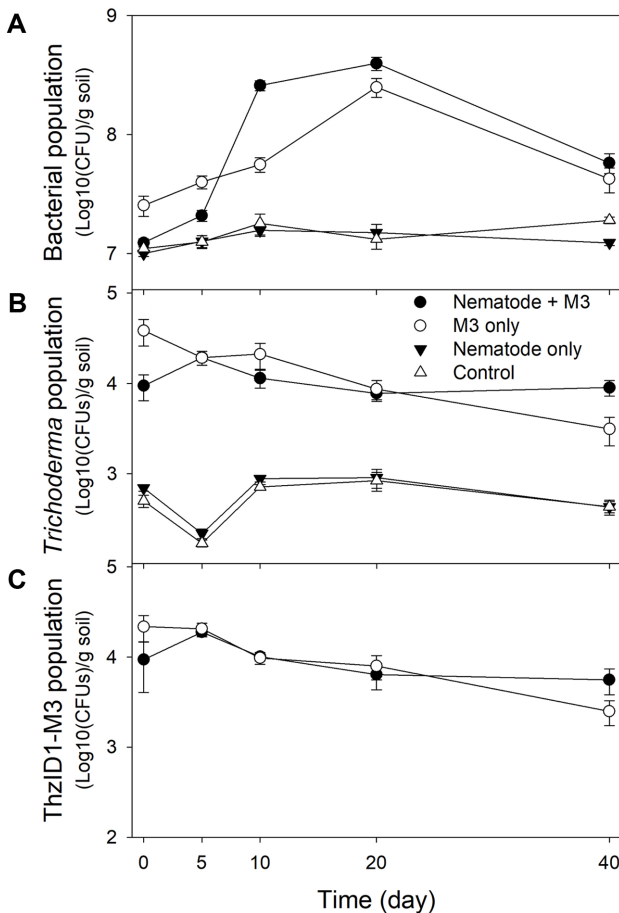 A
9
8
7
Bacterial population
(Log10(CFU)/g soil)
B
5
4
3
Trichoderma population
(Log10(CFUs)/g soil)
Nematode + M3
M3 only
Nematode only
Control
C
5
4
3
2
ThzID1-M3 population
(Log10(CFUs)/g soil)
0
5
10
20
40
Time (day)